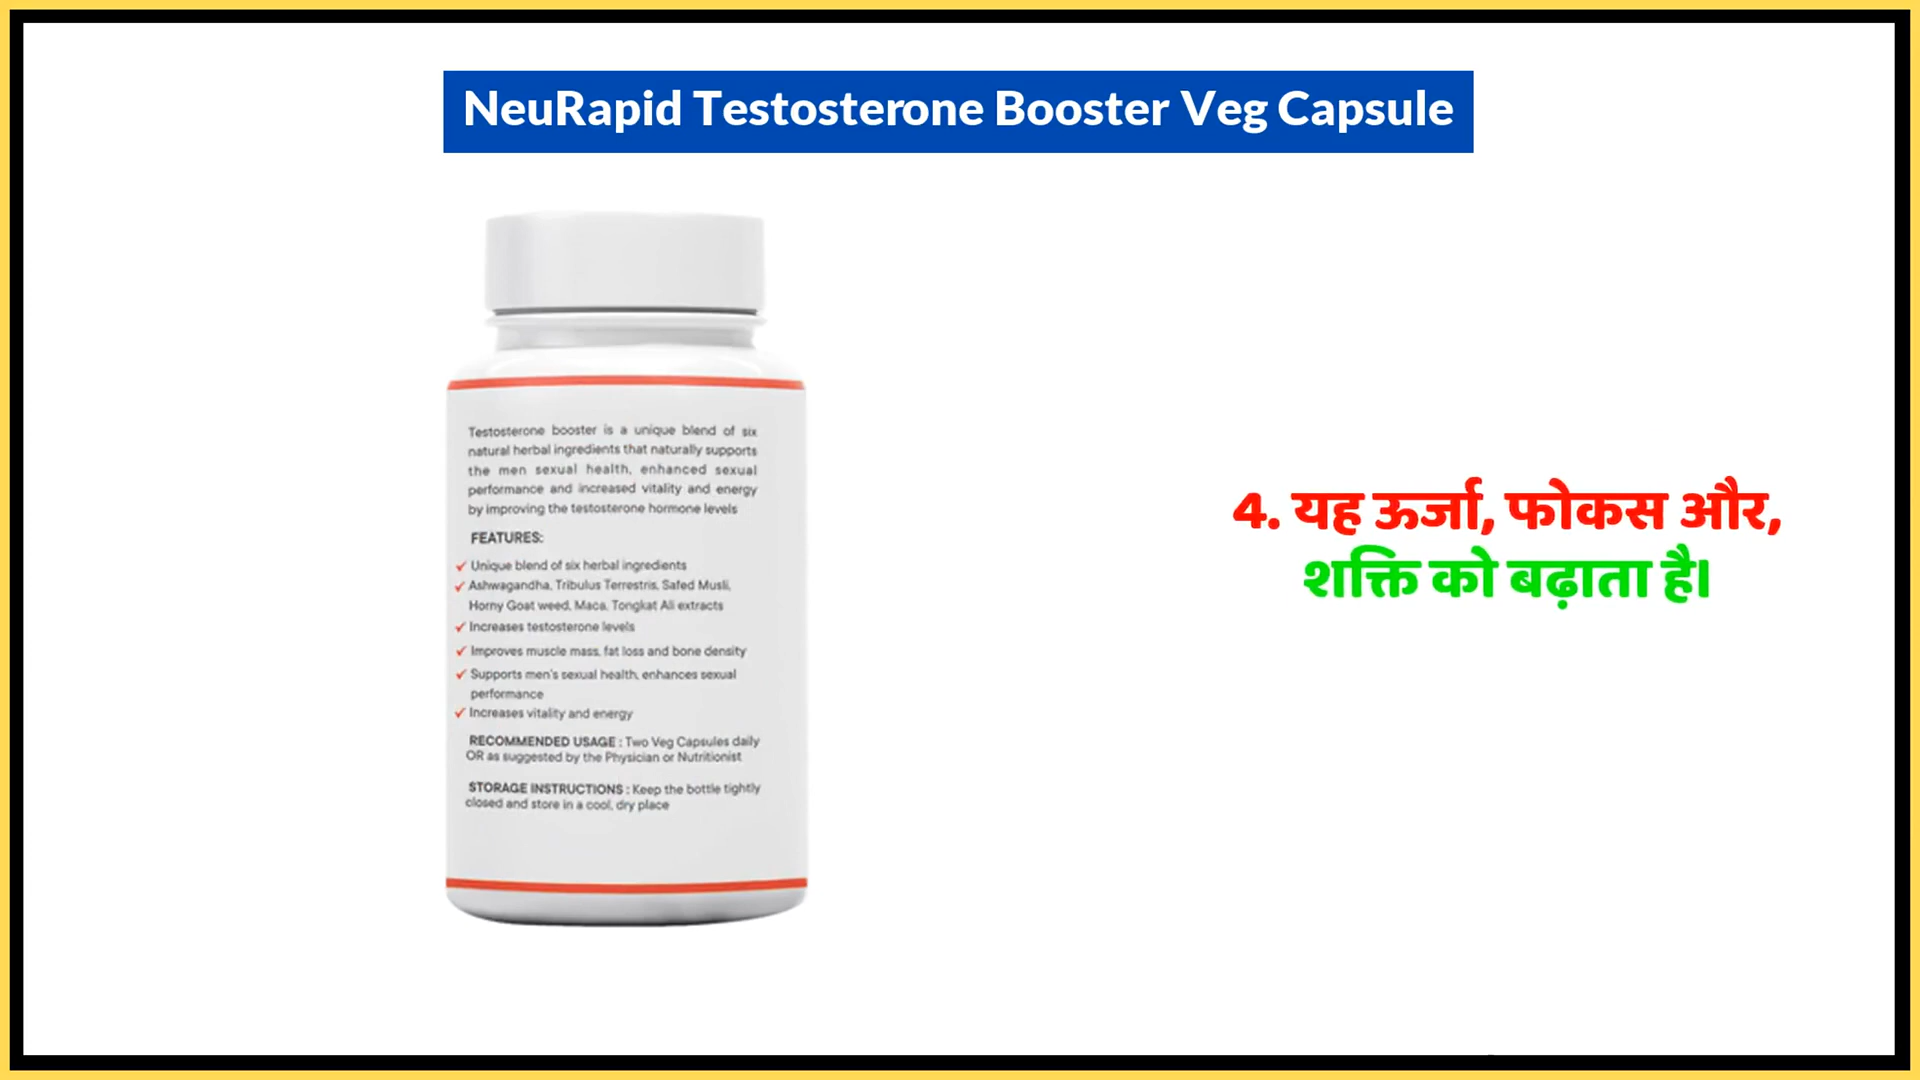 NeuRapid Testosterone Booster Veg Capsule
Testosterone booster is a unique blend of six
natural herbal ingredients that naturally supports
the men sexual health, enhanced sexual
performance and increased vitality and energy
by improving the testosterone hormone levels
FEATURES:
Unique blend of six herbal ingredients
Ashwagandha, Tribulus Terrestris, Safed Musli,
Horny Goat weed, Maca, Tongkat Ali extracts
Increases testosterone levels
Improves muscle mass, fat loss and bone density
Supports men's sexual health, enhances sexual
performance
Increases vitality and energy
RECOMMENDED USAGE : Two Veg Capsules daily
OR as suggested by the Physician or Nutritionist
STORAGE INSTRUCTIONS : Keep the bottle tightly
closed and store in a cool, dry place
4. यह ऊर्जा, फोकस और,
शक्ति को बढ़ाता है।